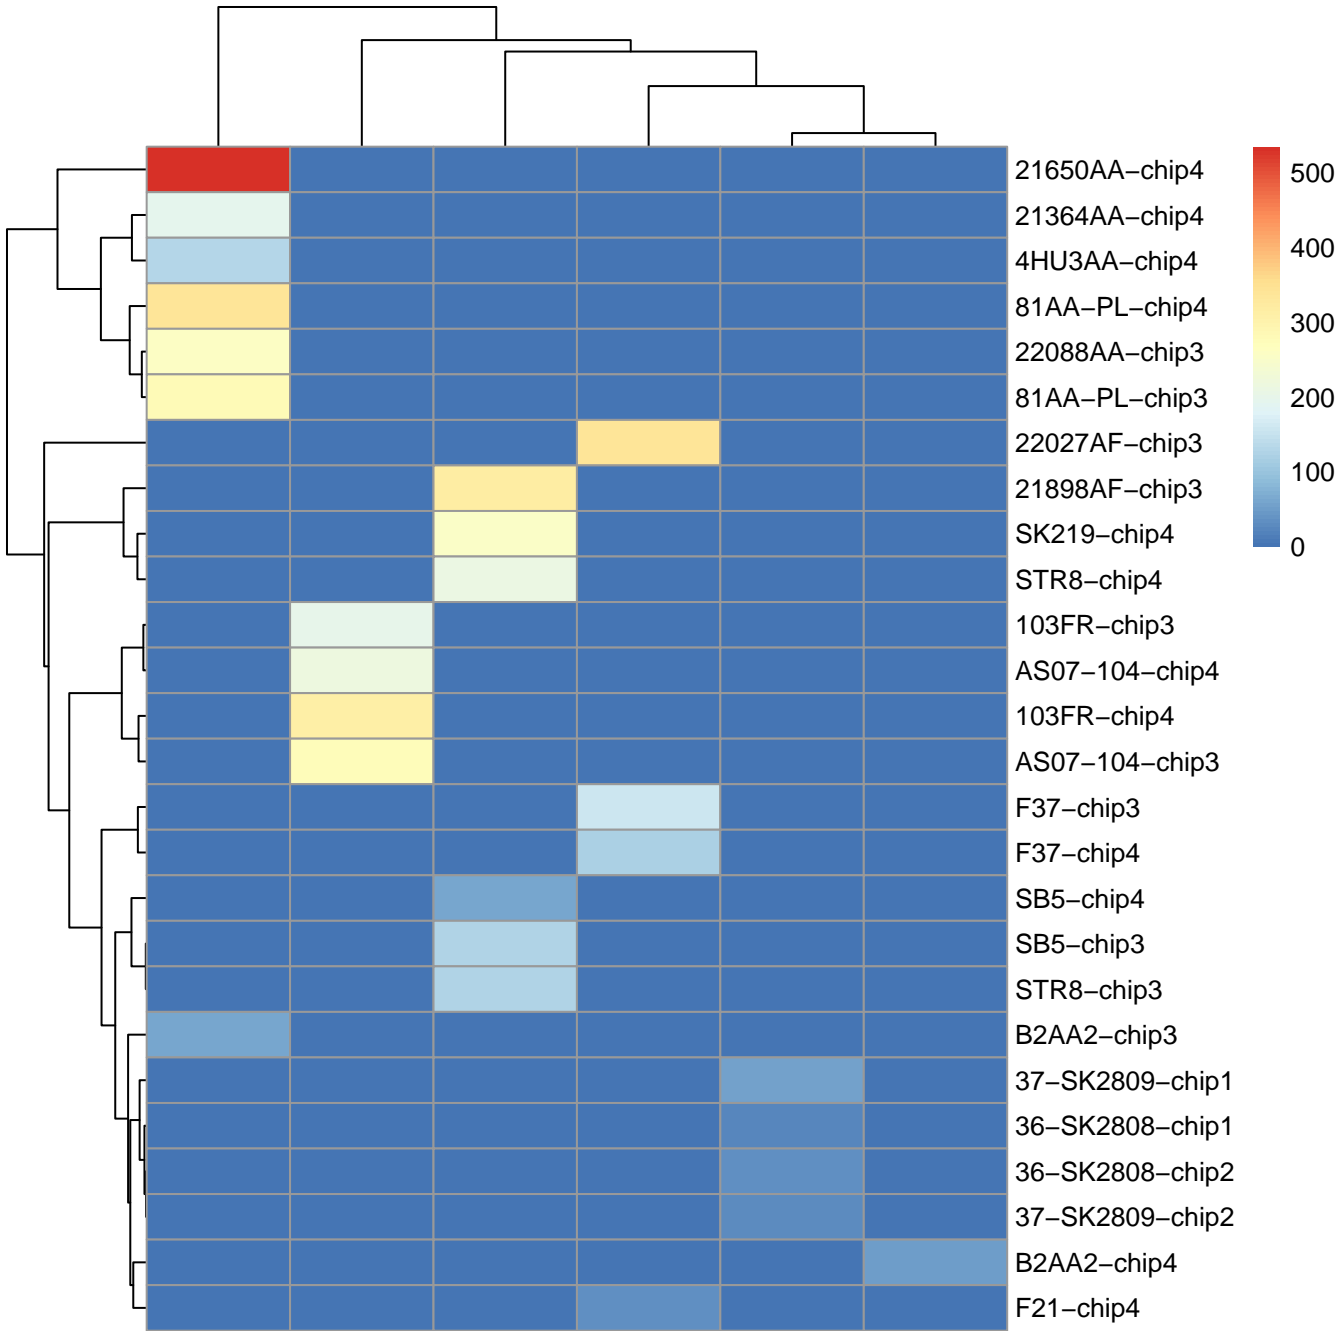 21650AA−chip4
21364AA−chip4
4HU3AA−chip4
81AA−PL−chip4
22088AA−chip3
81AA−PL−chip3
22027AF−chip3
21898AF−chip3
SK219−chip4
STR8−chip4
103FR−chip3
AS07−104−chip4
103FR−chip4
AS07−104−chip3
F37−chip3
F37−chip4
SB5−chip4
SB5−chip3
STR8−chip3
B2AA2−chip3
37−SK2809−chip1
36−SK2808−chip1
36−SK2808−chip2
37−SK2809−chip2
B2AA2−chip4
F21−chip4
500
400
300
200
100
0